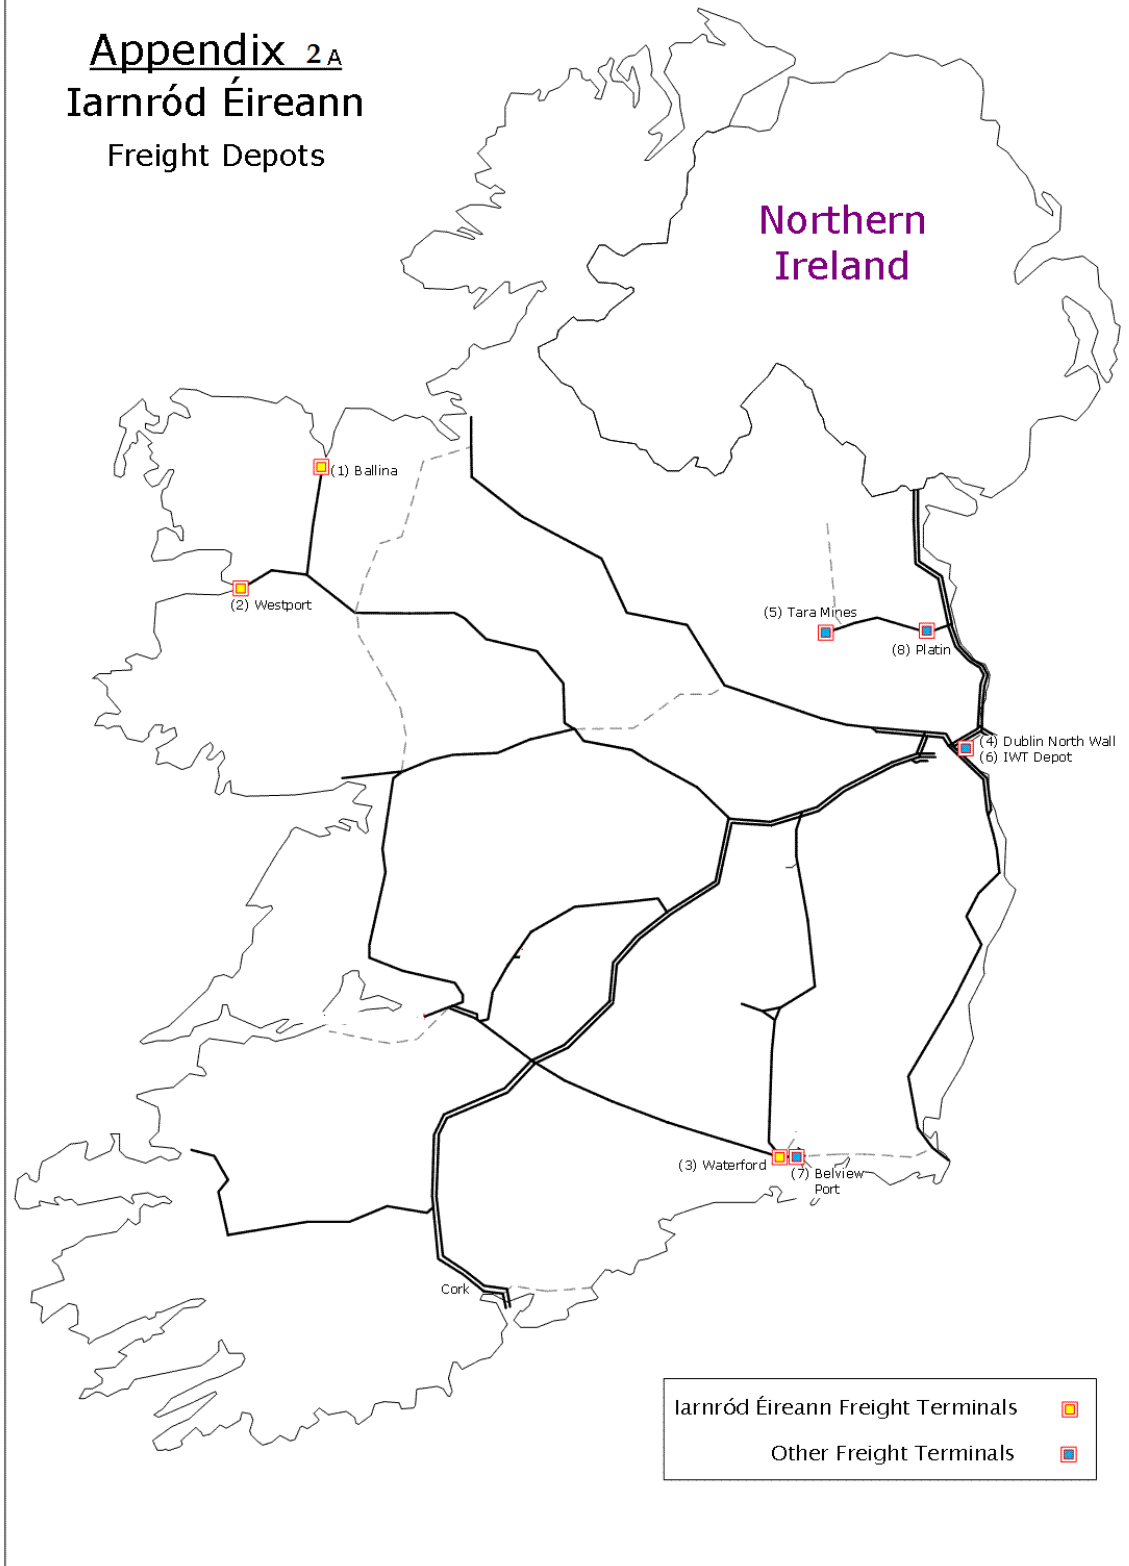 Appendix 2 A
Iarnród Éireann
Freight Depots
Northern
Ireland
(1) Ballina
(2) Westport
(5) Tara Mines
(8) Platin
(4) Dublin North Wall
(6) IWT Depot
(3) Waterford
(7) Belview
Port
Cork
Iarnród Éireann Freight Terminals
Other Freight Terminals